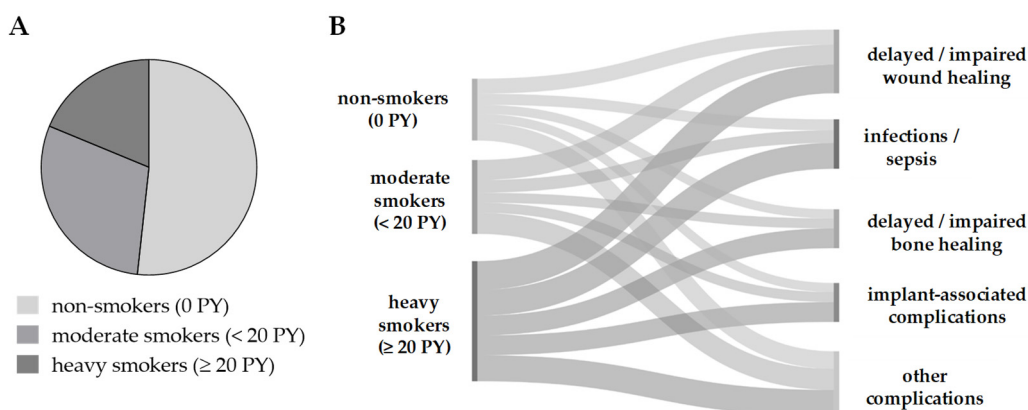 A
non-smokers (0 PY)
moderate smokers (< 20 PY)
heavy smokers (≥ 20 PY)
B
non-smokers
(0 PY)
moderate
smokers
(< 20 PY)
heavy
smokers
(≥ 20 PY)
delayed / impaired
wound healing
infections /
sepsis
delayed / impaired
bone healing
implant-associated
complications
other
complications